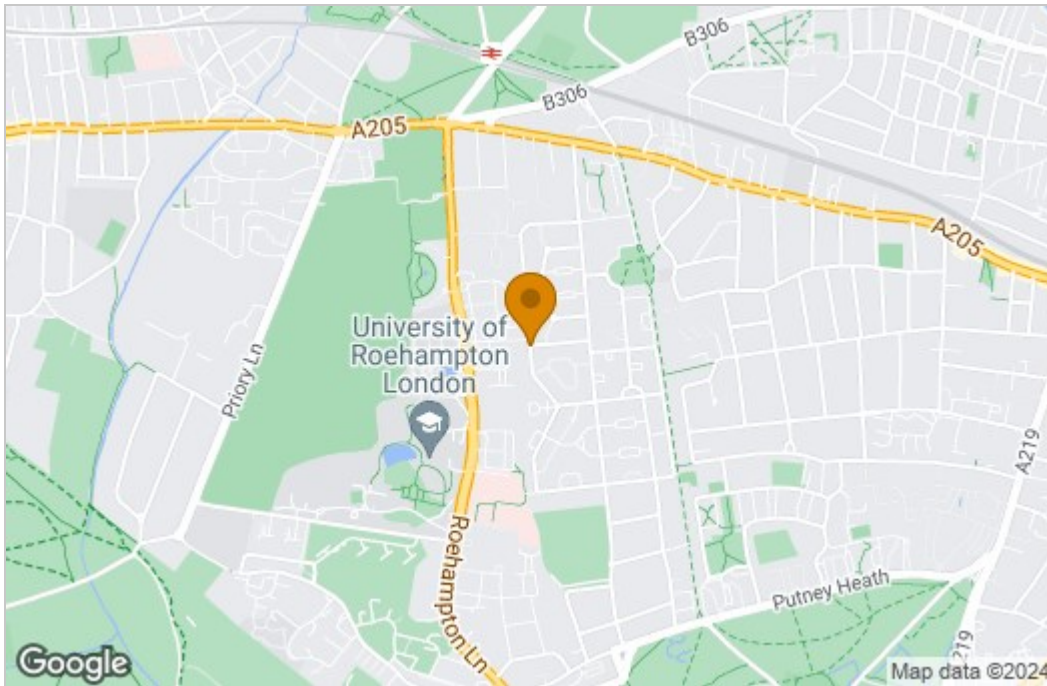 B306
B306
A205
A205
University of
Roehampton
London
Priory Ln
A219
Roehampton Ln
Putney Heath
A219
Google
Map data ©2024